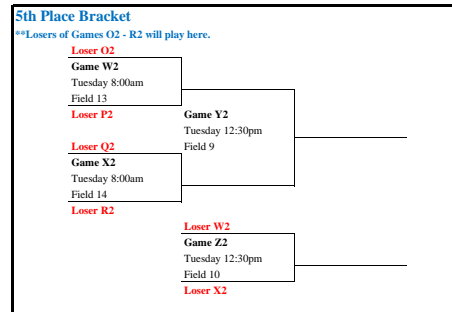 5th Place Bracket
**Losers of Games O2 - R2 will play here.
Loser O2
Game W2
Tuesday 8:00am
Field 13
Loser P2
Game Y2
Tuesday 12:30pm
Field 9
Loser Q2
Game X2
Tuesday 8:00am
Field 14
Loser R2
Loser W2
Game Z2
Tuesday 12:30pm
Field 10
Loser X2